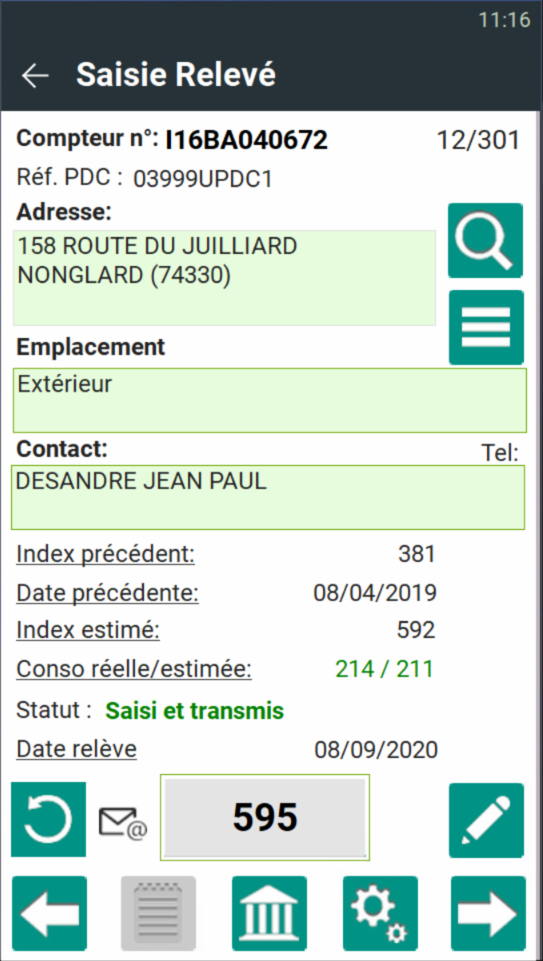 11:16
Saisie Relevé
Compteur n°: I16BA040672 12/301
Réf. PDC : 03999UPDC1
Adresse:
158 ROUTE DU JUILLIARD
NONGLARD (74330)
Emplacement
Extérieur
Contact: Tel:
DESANDRE JEAN PAUL
Index précédent: 381
Date précédente: 08/04/2019
Index estimé: 592
Conso réelle/estimée: 214 / 211
Statut : Saisi et transmis
Date relève 08/09/2020
@ 595